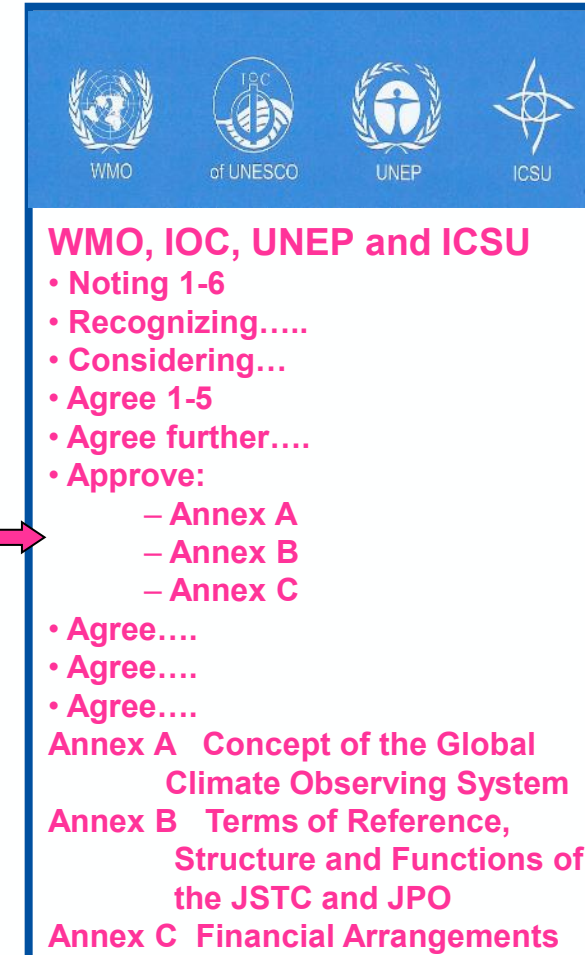 IOC
WMO
of UNESCO
UNEP
ICSU
WMO, IOC, UNEP and ICSU
• Noting 1-6
• Recognizing…..
• Considering…
• Agree 1-5
• Agree further….
• Approve:
– Annex A
– Annex B
– Annex C
• Agree….
• Agree….
• Agree….
Annex A Concept of the Global
Climate Observing System
Annex B Terms of Reference,
Structure and Functions of
the JSTC and JPO
Annex C Financial Arrangements